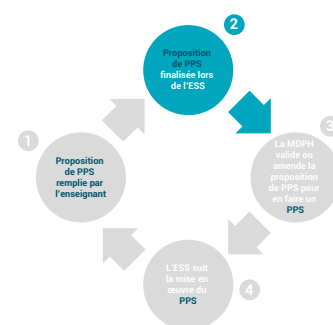 1
Proposition
de PPS
remplie par
l'enseignant
2
Proposition
de PPS
finalisée lors
de l'ESS
3
La MDPH
valide ou
amende la
proposition
de PPS pour
en faire un
PPS
4
L'ESS suit
la mise en
œuvre du
PPS